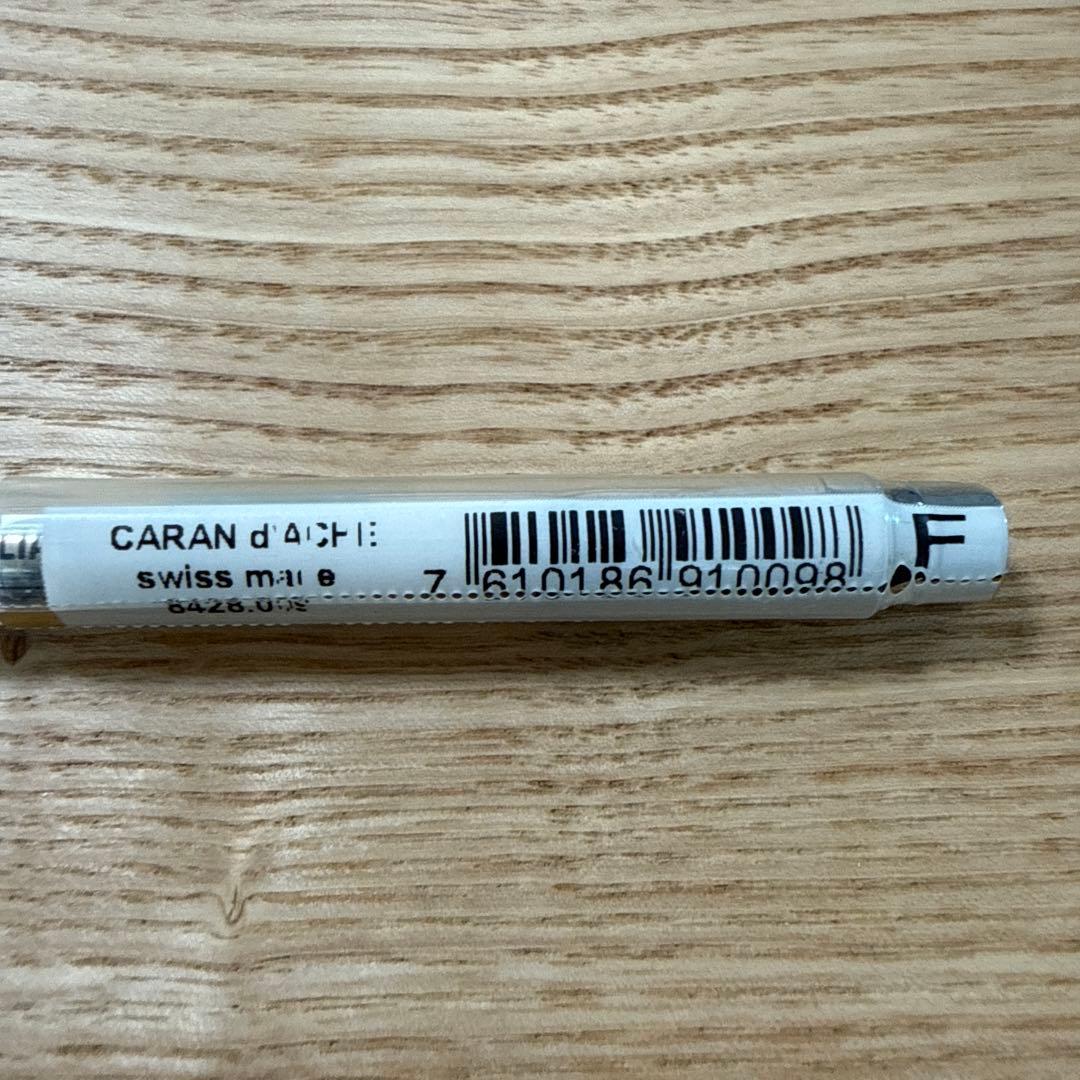 CARAN d'ACHE
swiss made
7 610186 910098
F